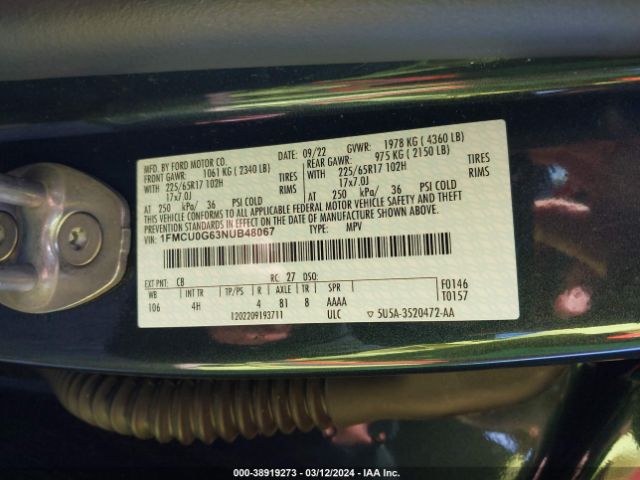 MFD. BY FORD MOTOR CO.
DATE: 09/22 GVWR: 1978 KG ( 4360 LB)
FRONT GAWR: 1061 KG ( 2340 LB) REAR GAWR: 975 KG ( 2150 LB)
WITH 225/65R17 102H TIRES WITH 225/65R17 102H TIRES
17x7.0J RIMS 17x7.0J RIMS
AT 250 kPa/ 36 PSI COLD AT 250 kPa/ 36 PSI COLD
THIS VEHICLE CONFORMS TO ALL APPLICABLE FEDERAL MOTOR VEHICLE SAFETY AND THEFT
PREVENTION STANDARDS IN EFFECT ON THE DATE OF MANUFACTURE SHOWN ABOVE.
VIN: 1FMCU0G63NUB48067 TYPE: MPV
EXT PNT: CB RC: 27 DSO: F0146
WB INT TR TP/PS R AXLE TR SPR T0157
106 4H 4 81 8 AAAA
1202209193711 ULC 5U5A-3520472-AA
000-38919273 - 03/12/2024 - IAA Inc.